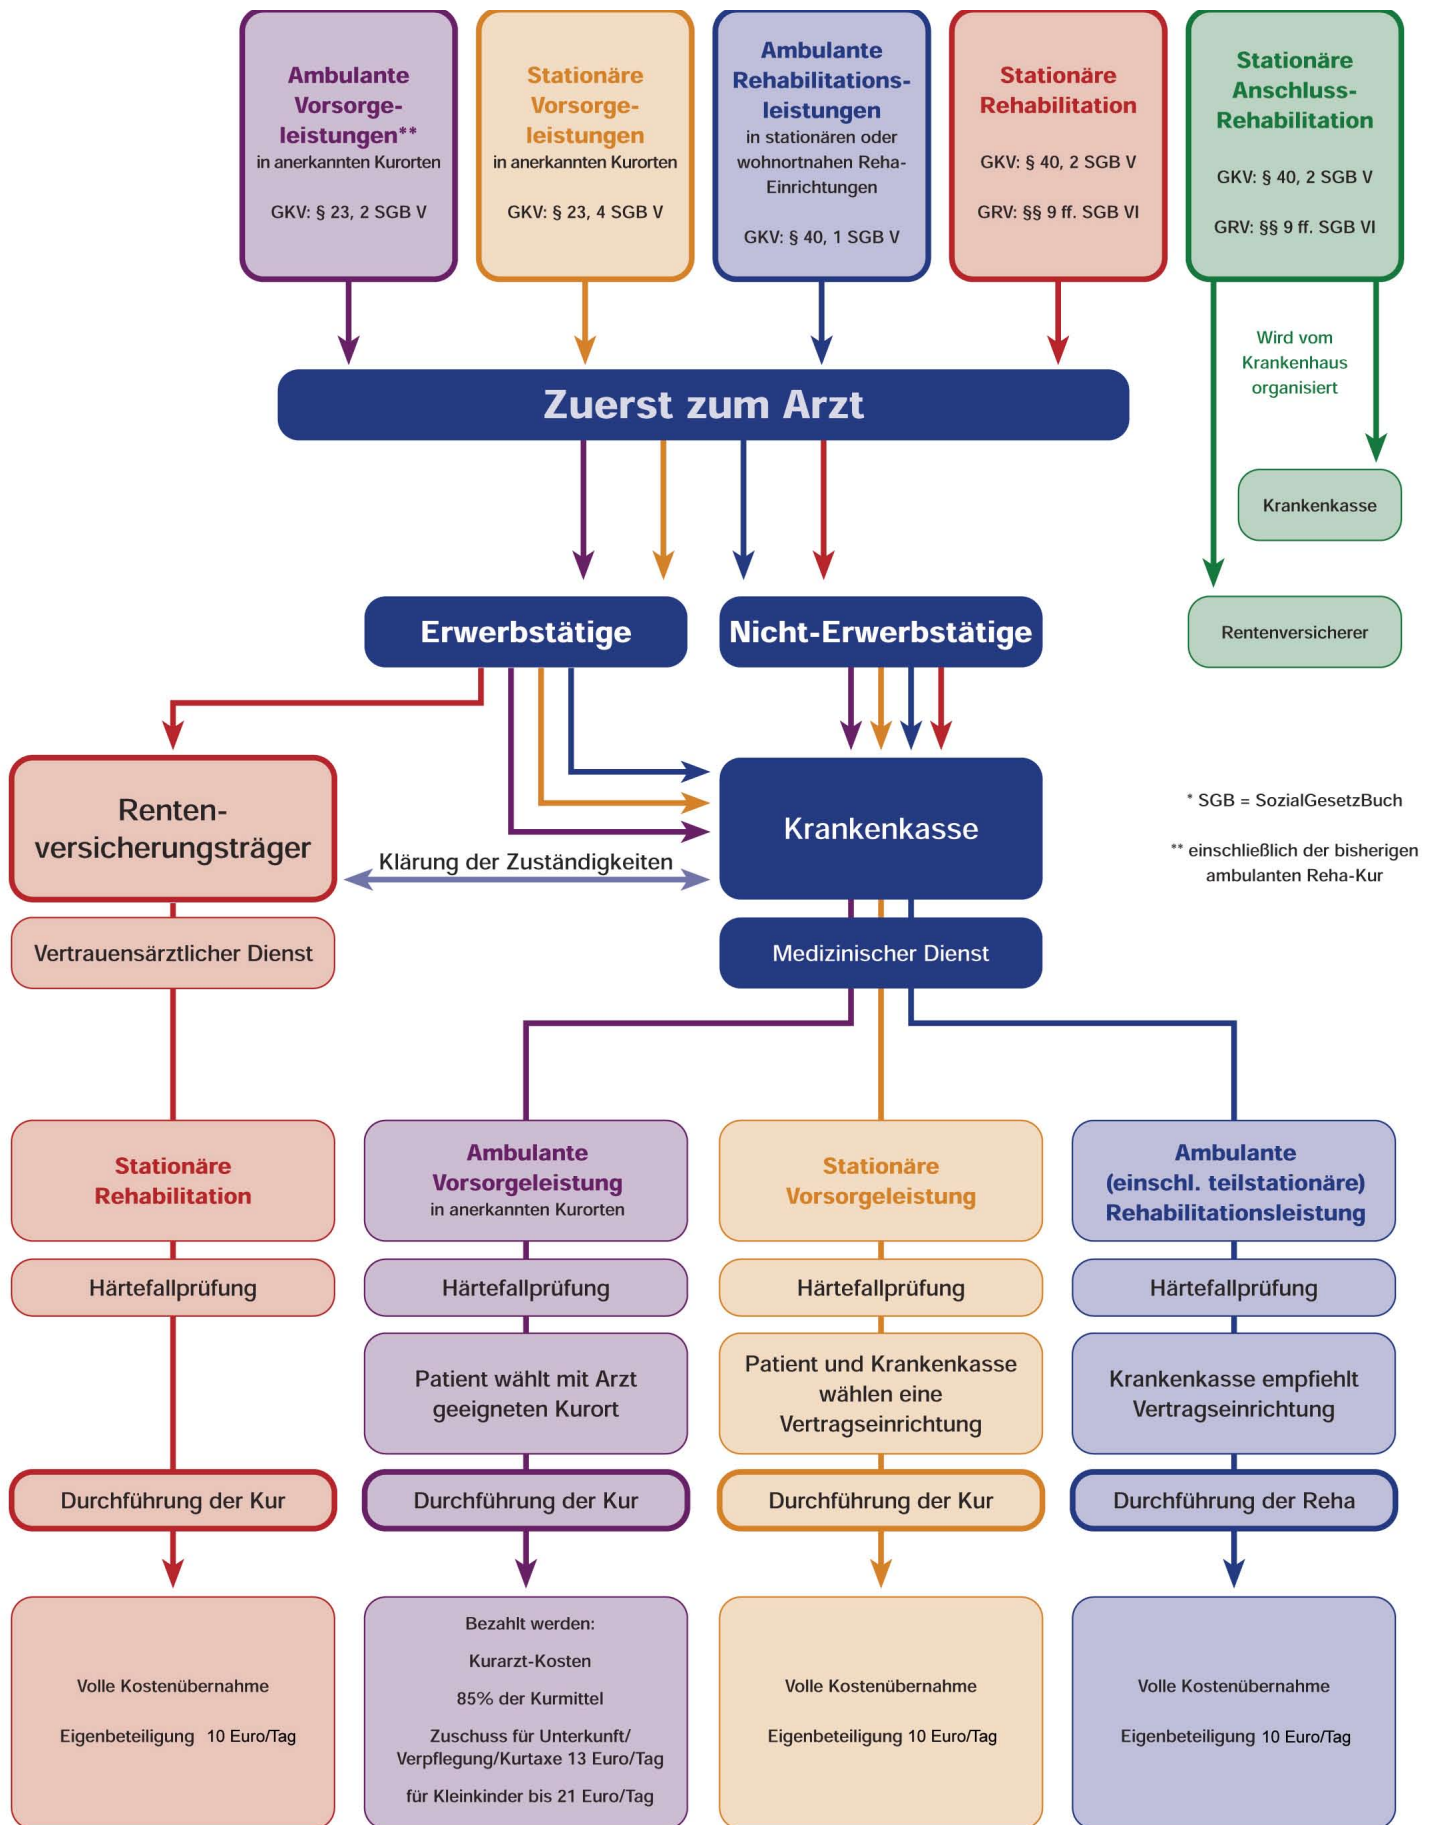 Ambulante
Vorsorge-
leistungen**
in anerkannten Kurorten
GKV: § 23, 2 SGB V
Stationäre
Vorsorge-
leistungen
in anerkannten Kurorten
GKV: § 23, 4 SGB V
Ambulante
Rehabilitations-
leistungen
in stationären oder
wohnortnahen Reha-
Einrichtungen
GKV: § 40, 1 SGB V
Stationäre
Rehabilitation
GKV: § 40, 2 SGB V
GRV: §§ 9 ff. SGB VI
Stationäre
Anschluss-
Rehabilitation
GKV: § 40, 2 SGB V
GRV: §§ 9 ff. SGB VI
Wird vom
Krankenhaus
organisiert
Zuerst zum Arzt
Krankenkasse
Erwerbstätige
Nicht-Erwerbstätige
Rentenversicherer
Renten-
versicherungsträger
Klärung der Zuständigkeiten
Krankenkasse
* SGB = SozialGesetzBuch
** einschließlich der bisherigen
ambulanten Reha-Kur
Vertrauensärztlicher Dienst
Medizinischer Dienst
Stationäre
Rehabilitation
Härtefallprüfung
Durchführung der Kur
Volle Kostenübernahme
Eigenbeteiligung 10 Euro/Tag
Ambulante
Vorsorgeleistung
in anerkannten Kurorten
Härtefallprüfung
Patient wählt mit Arzt
geeigneten Kurort
Durchführung der Kur
Bezahlt werden:
Kurarzt-Kosten
85% der Kurmittel
Zuschuss für Unterkunft/
Verpflegung/Kurtaxe 13 Euro/Tag
für Kleinkinder bis 21 Euro/Tag
Stationäre
Vorsorgeleistung
Härtefallprüfung
Patient und Krankenkasse
wählen eine
Vertragseinrichtung
Durchführung der Kur
Volle Kostenübernahme
Eigenbeteiligung 10 Euro/Tag
Ambulante
(einschl. teilstationäre)
Rehabilitationsleistung
Härtefallprüfung
Krankenkasse empfiehlt
Vertragseinrichtung
Durchführung der Reha
Volle Kostenübernahme
Eigenbeteiligung 10 Euro/Tag